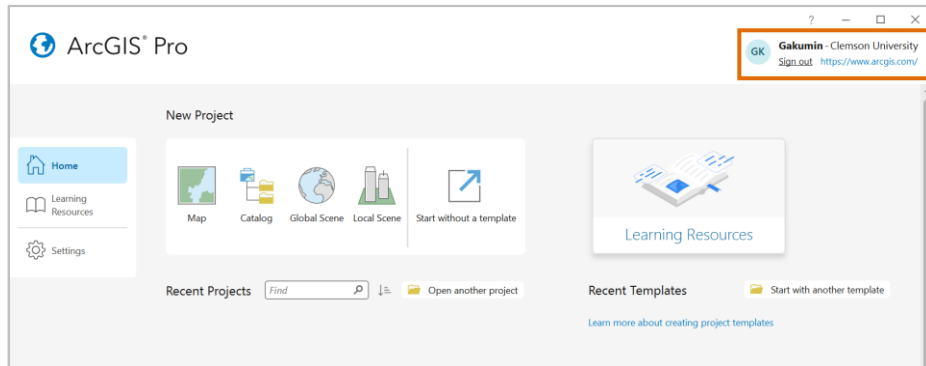 ?
ArcGIS® Pro
GK
Gakumin - Clemson University
Sign out https://www.arcgis.com/
New Project
Home
Learning
Resources
Settings
Map
Catalog
Global Scene
Local Scene
Start without a template
Learning Resources
Recent Projects
Find
Open another project
Recent Templates
Start with another template
Learn more about creating project templates